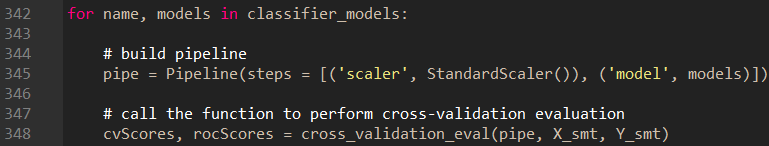 342 for name, models in classifier_models:
343
344     # build pipeline
345     pipe = Pipeline(steps = [('scaler', StandardScaler()), ('model', models)])
346
347     # call the function to perform cross-validation evaluation
348     cvScores, rocScores = cross_validation_eval(pipe, X_smt, Y_smt)